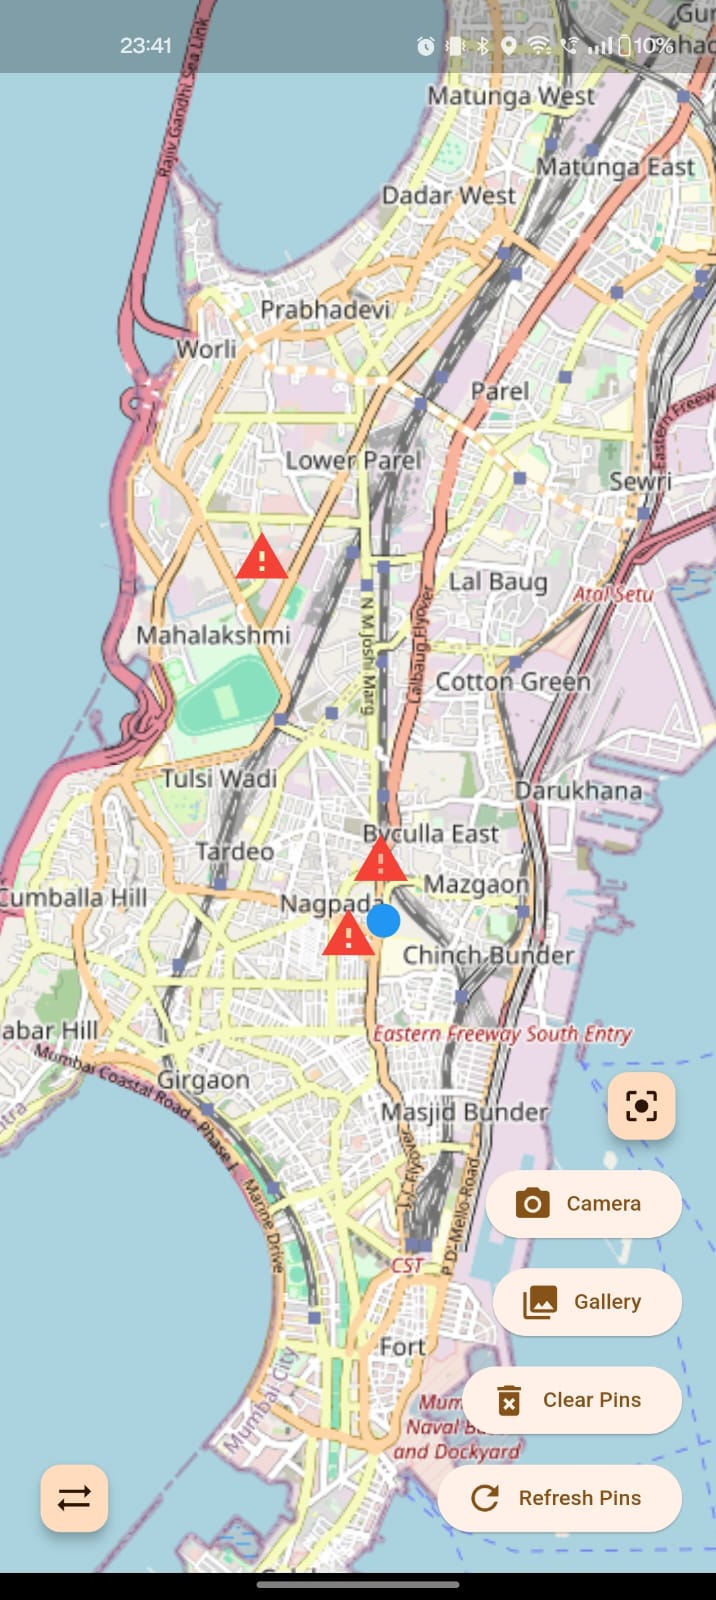 23:41
10%
Rajiv Gandhi Sea Link
Matunga West
Matunga East
Dadar West
Prabhadevi
Worli
Parel
Lower Parel
Sewri
Lal Baug
Atal Setu
Mahalakshmi
N M Joshi Marg
Lalbaug Flyover
Cotton Green
Tulsi Wadi
Darukhana
Byculla East
Tardeo
Mazgaon
Cumballa Hill
Nagpada
Chinch Bunder
abar Hill
Eastern Freeway South Entry
Mumbai Coastal Road - Phase I
Girgaon
Masjid Bunder
Marine Drive
J.J. Flyover
P D'Mello Road
Camera
CST
Gallery
Fort
Mumbai City
Clear Pins
Naval
and Dockyard
Refresh Pins